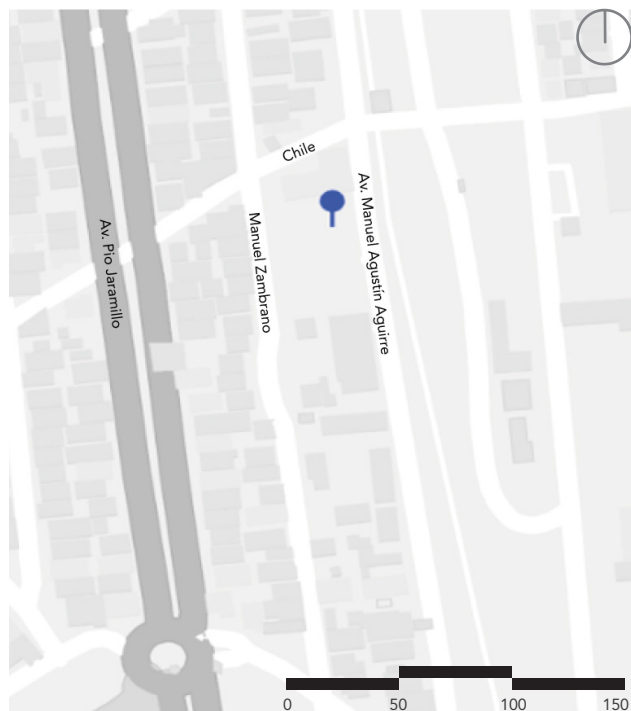 Chile
Av. Manuel Agustín Aguirre
Manuel Zambrano
Av. Pio Jaramillo
0 50 100 150